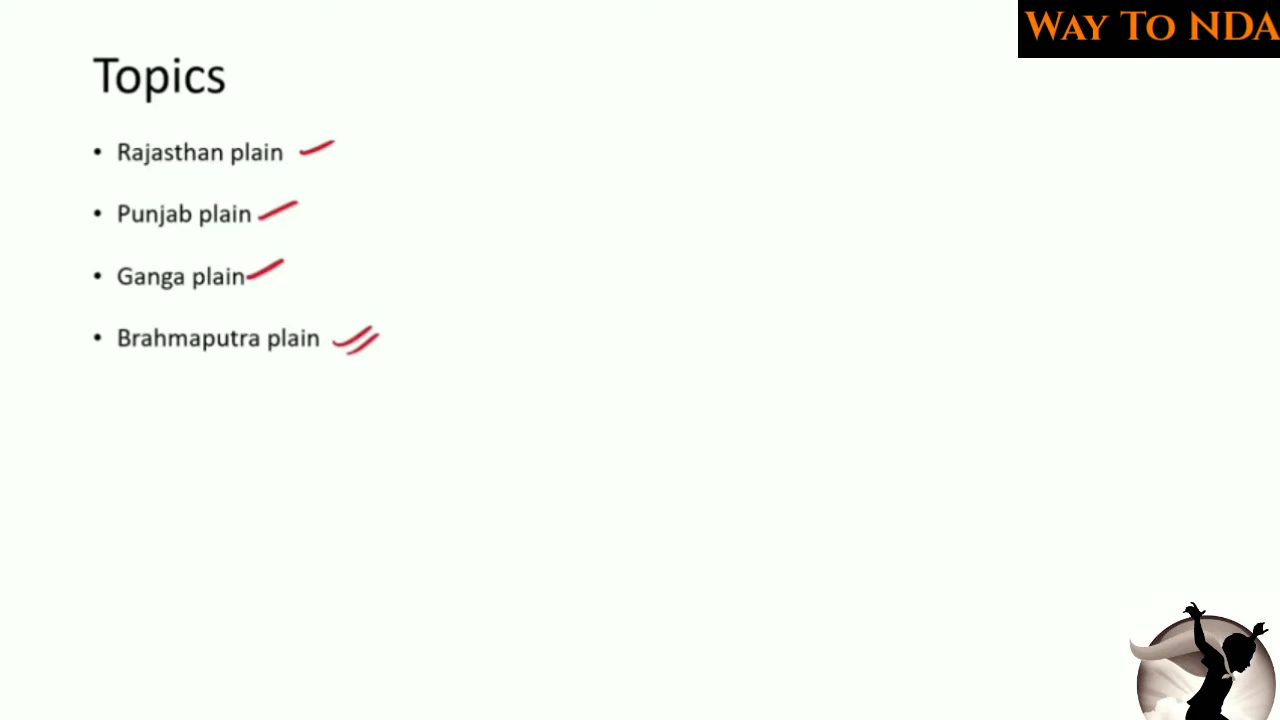 Way To NDA
Topics
• Rajasthan plain
• Punjab plain
• Ganga plain
• Brahmaputra plain